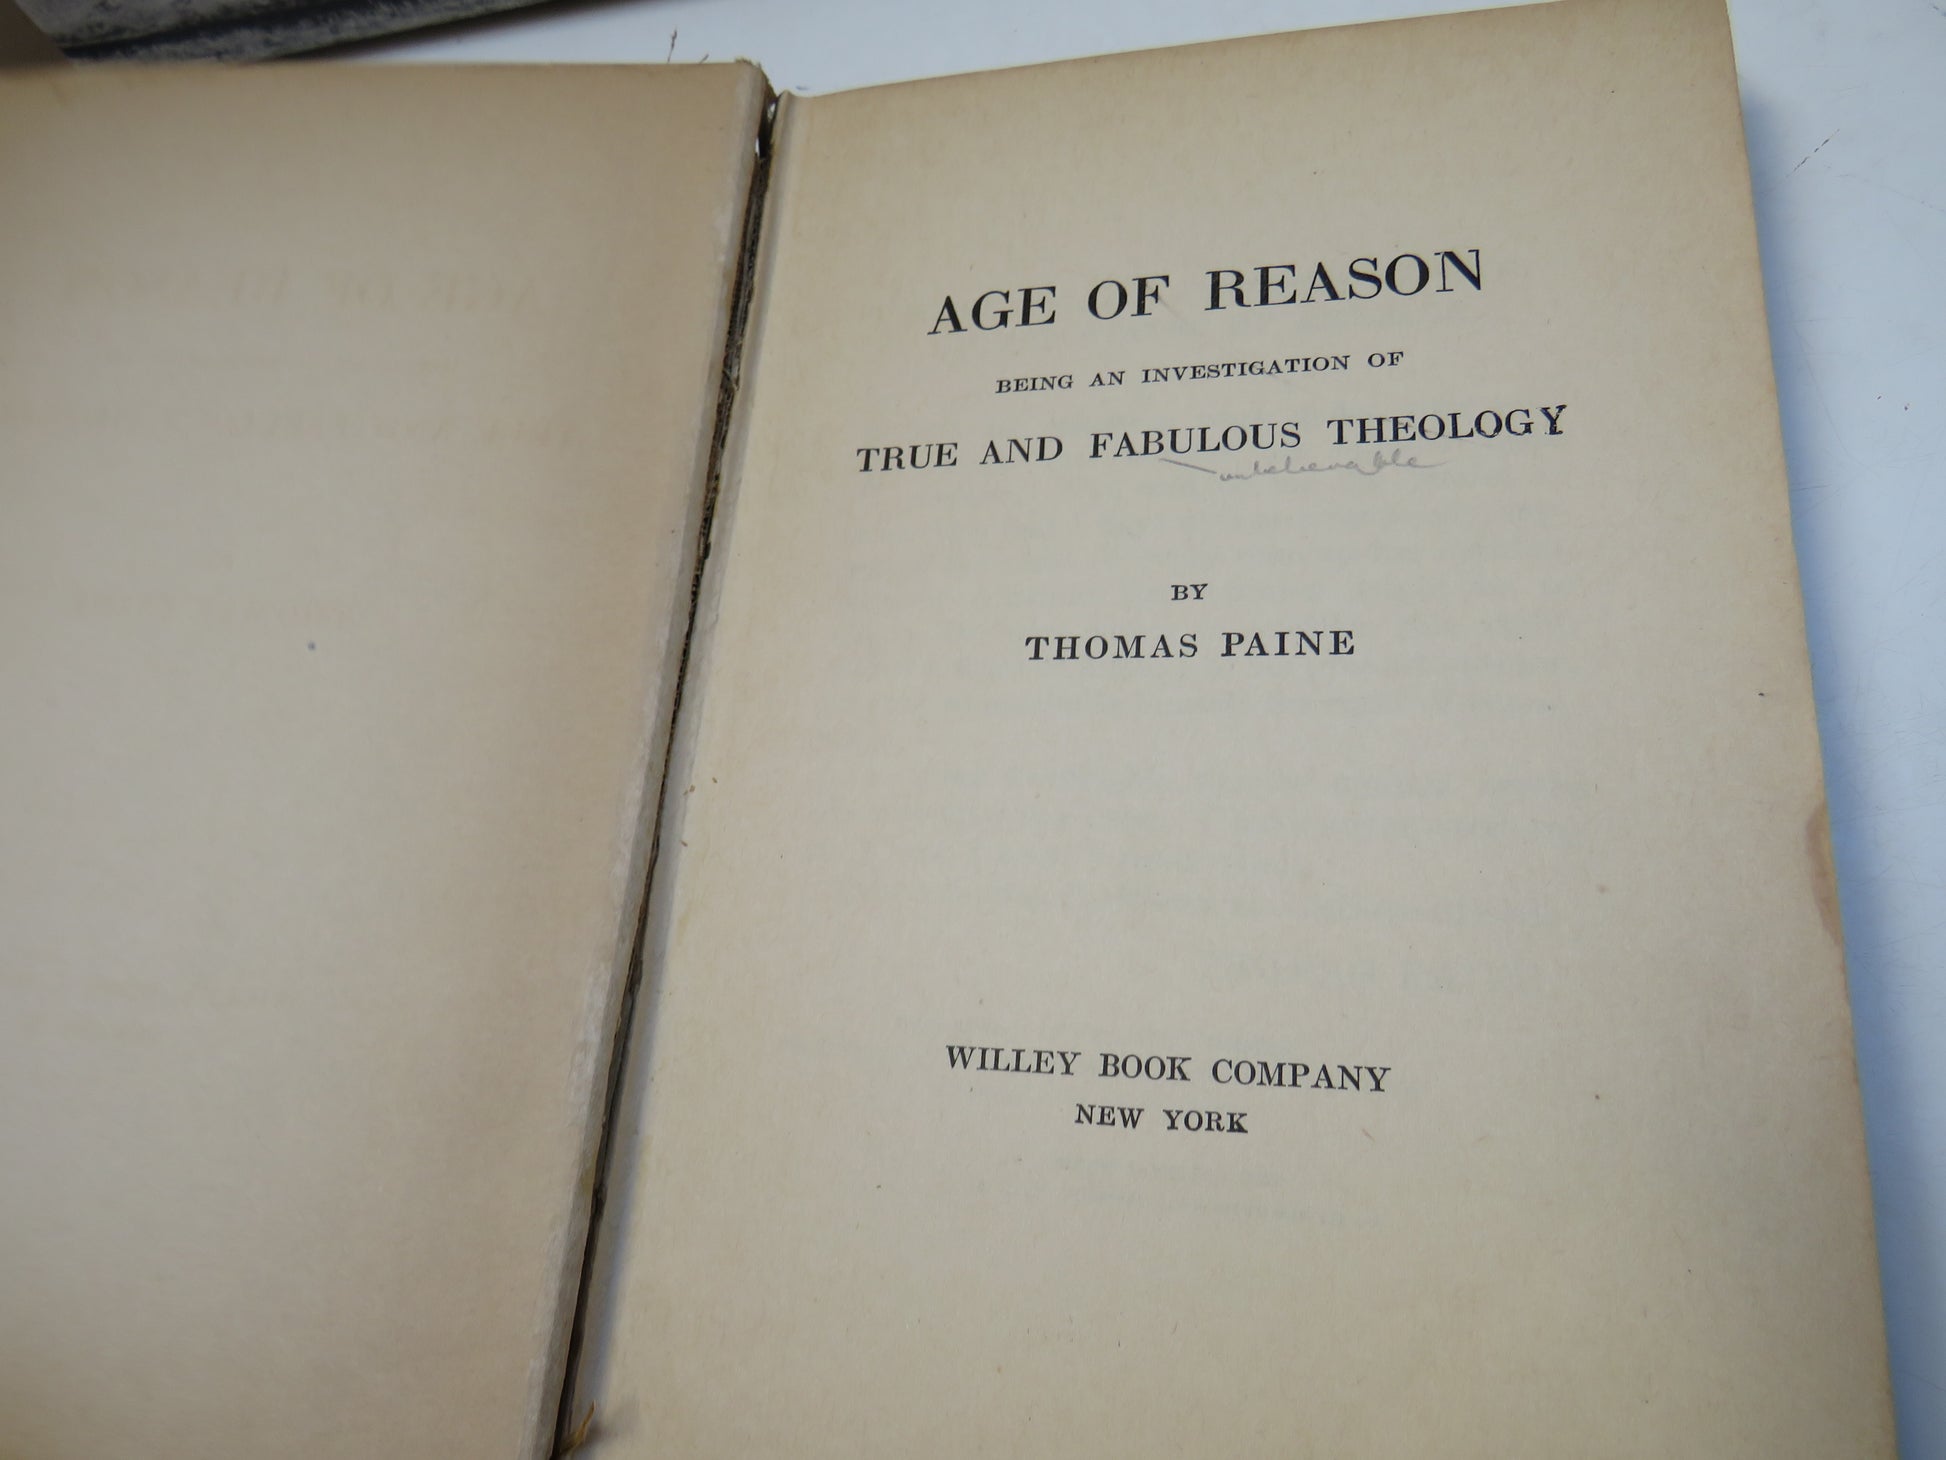 AGE OF REASON
BEING AN INVESTIGATION OF
TRUE AND FABULOUS THEOLOGY
unbelievable
BY
THOMAS PAINE
WILLEY BOOK COMPANY
NEW YORK